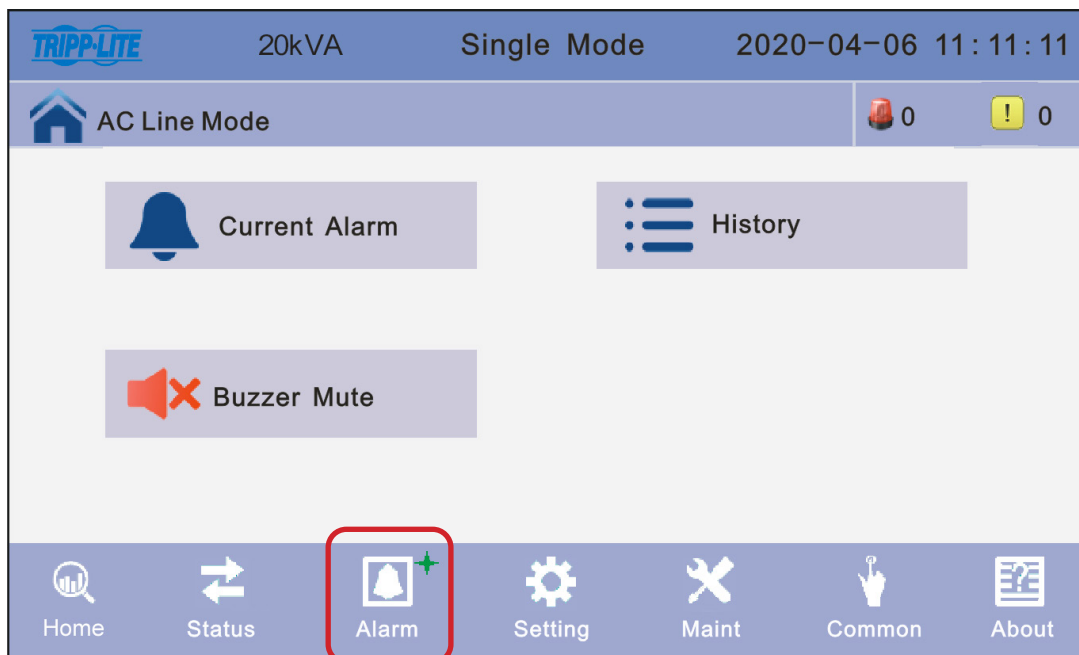 TRIPP·LITE 20kVA Single Mode 2020-04-06 11:11:11
AC Line Mode 0 ! 0
Current Alarm History
Buzzer Mute
Home Status Alarm Setting Maint Common About